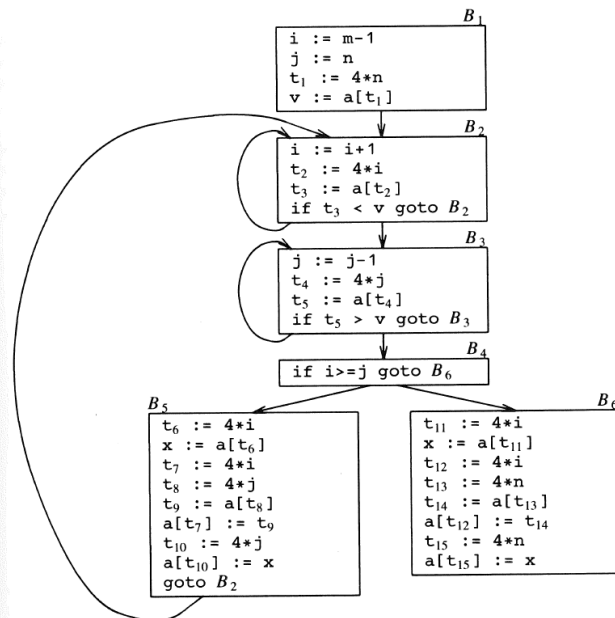 B₁
i := m-1
j := n
t₁ := 4*n
v := a[t₁]
B₂
i := i+1
t₂ := 4*i
t₃ := a[t₂]
if t₃ < v goto B₂
B₃
j := j-1
t₄ := 4*j
t₅ := a[t₄]
if t₅ > v goto B₃
B₄
if i>=j goto B₆
B₅
t₆ := 4*i
x := a[t₆]
t₇ := 4*i
t₈ := 4*j
t₉ := a[t₈]
a[t₇] := t₉
t₁₀ := 4*j
a[t₁₀] := x
goto B₂
B₆
t₁₁ := 4*i
x := a[t₁₁]
t₁₂ := 4*i
t₁₃ := 4*n
t₁₄ := a[t₁₃]
a[t₁₂] := t₁₄
t₁₅ := 4*n
a[t₁₅] := x